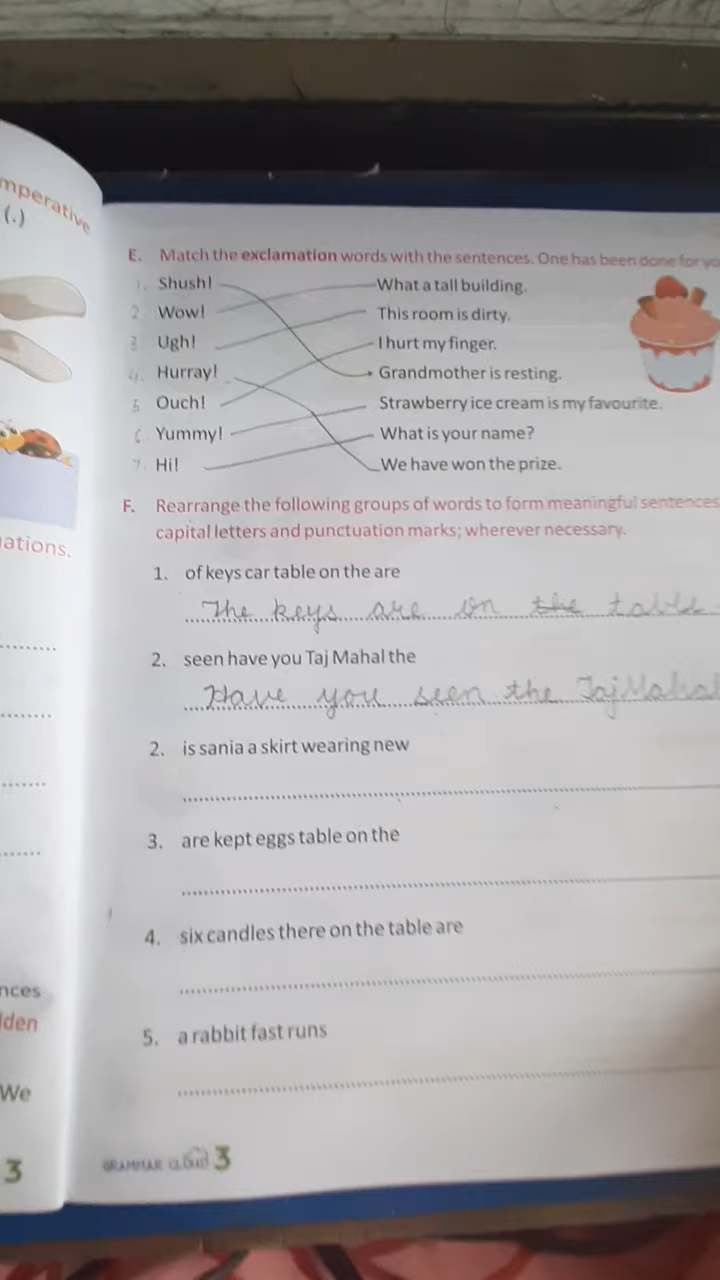 mperative
(.)
ations.
nces
lden
We
3
E. Match the exclamation words with the sentences. One has been done for yo
1. Shush! What a tall building.
2. Wow! This room is dirty.
3. Ugh! I hurt my finger.
4. Hurray! Grandmother is resting.
5. Ouch! Strawberry ice cream is my favourite.
6. Yummy! What is your name?
7. Hi! We have won the prize.
F. Rearrange the following groups of words to form meaningful sentences
capital letters and punctuation marks; wherever necessary.
1. of keys car table on the are
The keys are on the table
2. seen have you Taj Mahal the
Have you seen the Taj Mahal
2. is sania a skirt wearing new
3. are kept eggs table on the
4. six candles there on the table are
5. a rabbit fast runs
GRAMMAR cloud 3